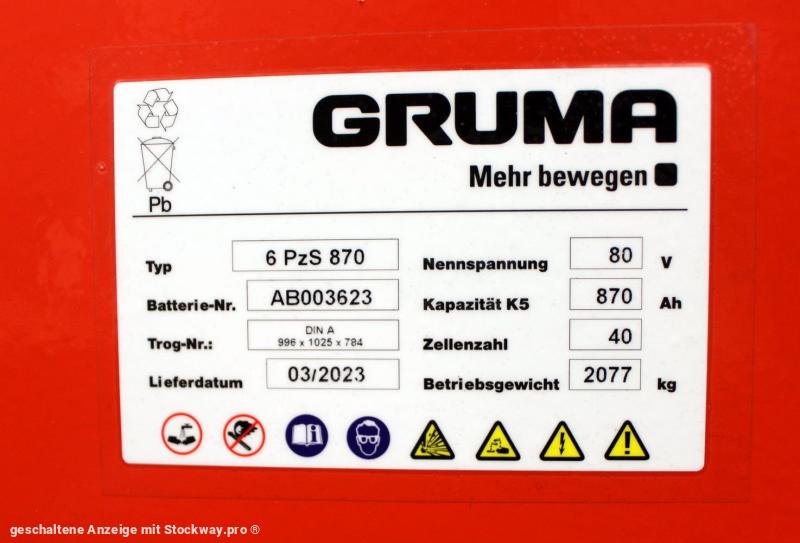 GRUMA
Mehr bewegen
Pb
Typ 6 PzS 870
Nennspannung 80 V
Batterie-Nr. AB003623
Kapazität K5 870 Ah
Trog-Nr.: DIN A
996 x 1025 x 784
Zellenzahl 40
Lieferdatum 03/2023
Betriebsgewicht 2077 kg
geschaltene Anzeige mit Stockway.pro ®